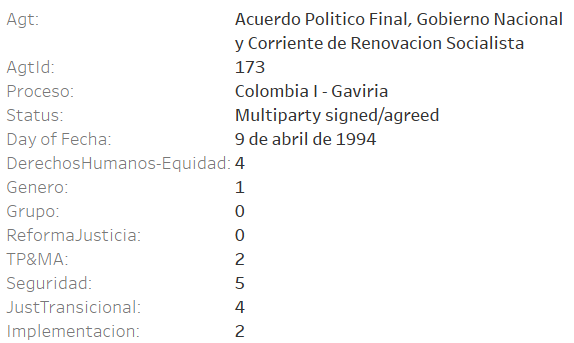 Agt: Acuerdo Politico Final, Gobierno Nacional
y Corriente de Renovacion Socialista
AgtId: 173
Proceso: Colombia I - Gaviria
Status: Multiparty signed/agreed
Day of Fecha: 9 de abril de 1994
DerechosHumanos-Equidad: 4
Genero: 1
Grupo: 0
ReformaJusticia: 0
TP&MA: 2
Seguridad: 5
JustTransicional: 4
Implementacion: 2